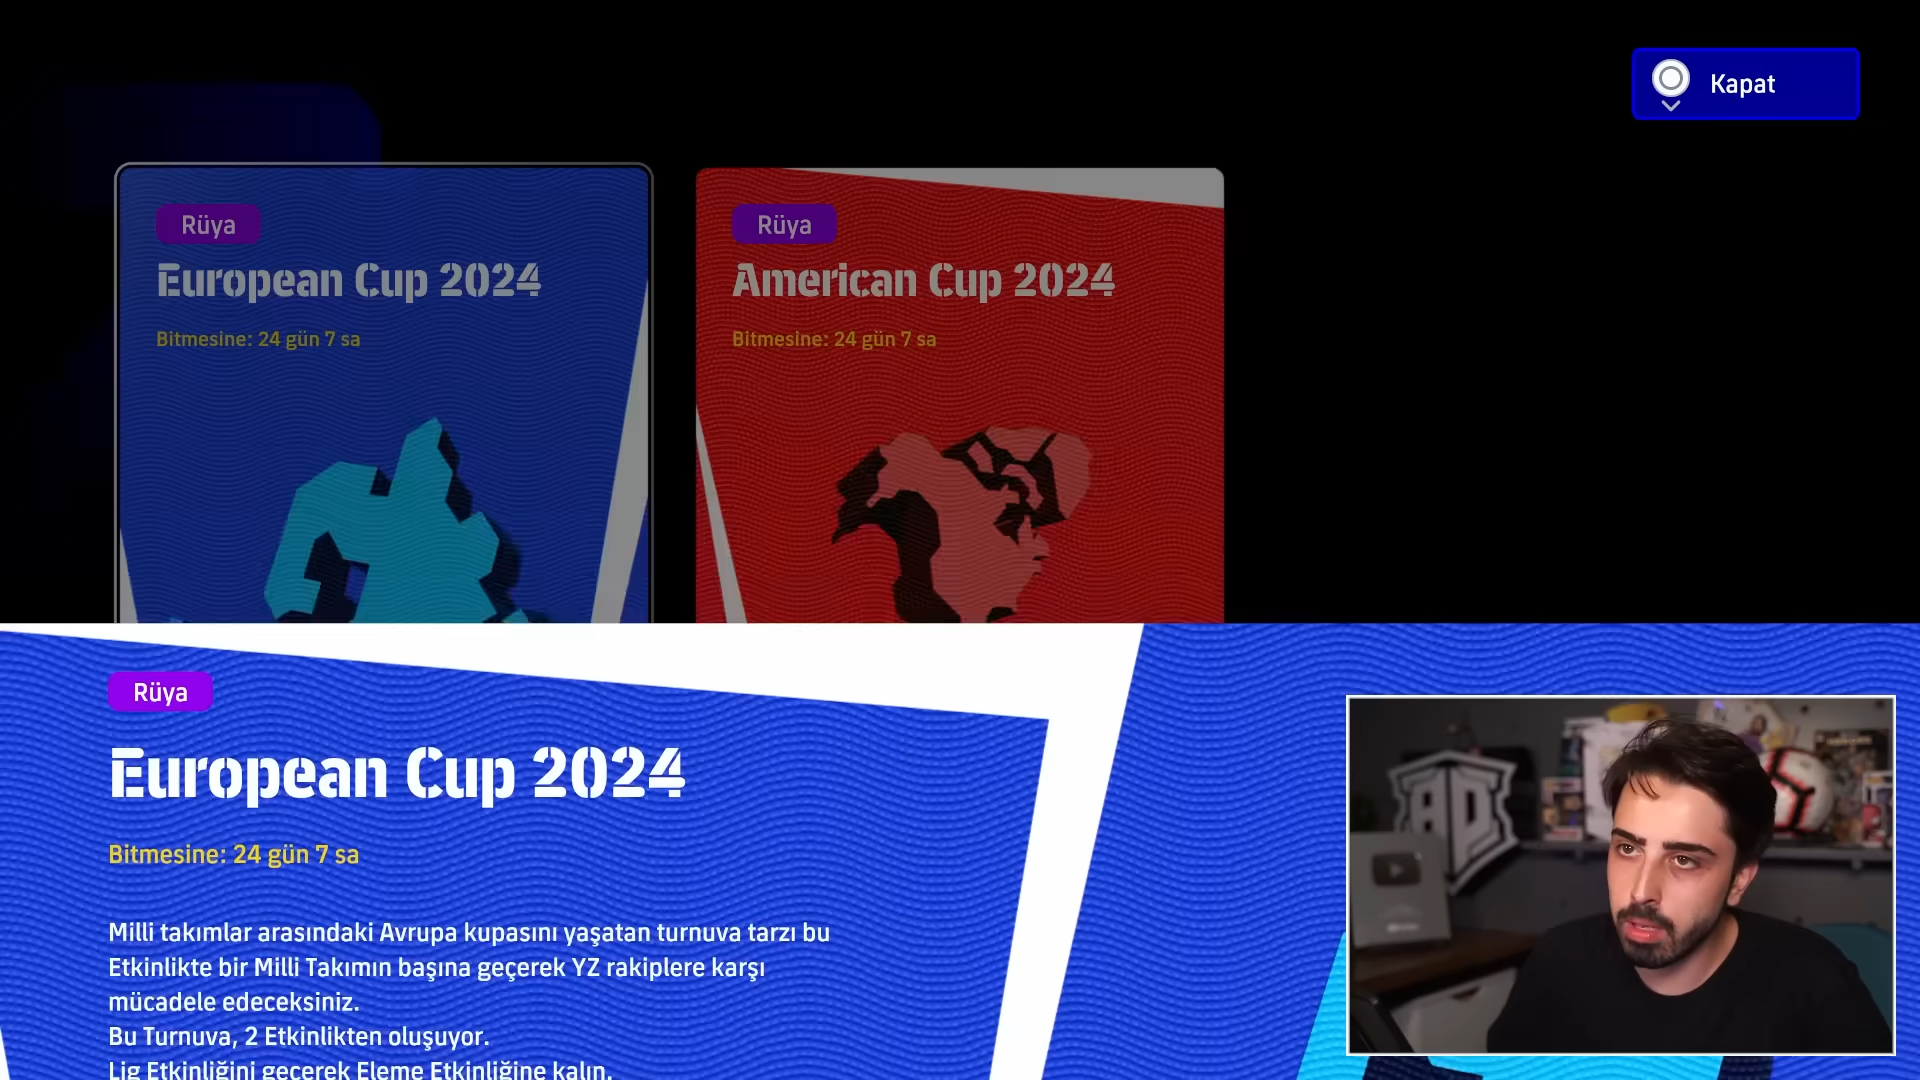 Kapat
Rüya
European Cup 2024
Bitmesine: 24 gün 7 sa
Rüya
American Cup 2024
Bitmesine: 24 gün 7 sa
Rüya
European Cup 2024
Bitmesine: 24 gün 7 sa
Milli takımlar arasındaki Avrupa kupasını yaşatan turnuva tarzı bu
Etkinlikte bir Milli Takımın başına geçerek YZ rakiplere karşı
mücadele edeceksiniz.
Bu Turnuva, 2 Etkinlikten oluşuyor.
Lig Etkinliğini geçerek Eleme Etkinliğine kalın.